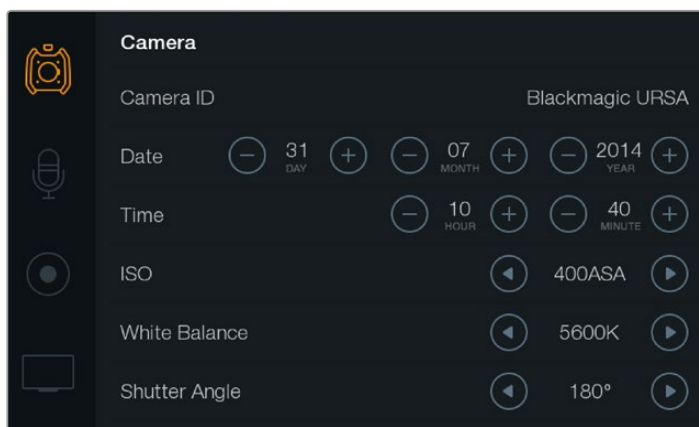 Camera
Camera ID Blackmagic URSA
Date 31 07 2014
DAY MONTH YEAR
Time 10 40
HOUR MINUTE
ISO 400ASA
White Balance 5600K
Shutter Angle 180°